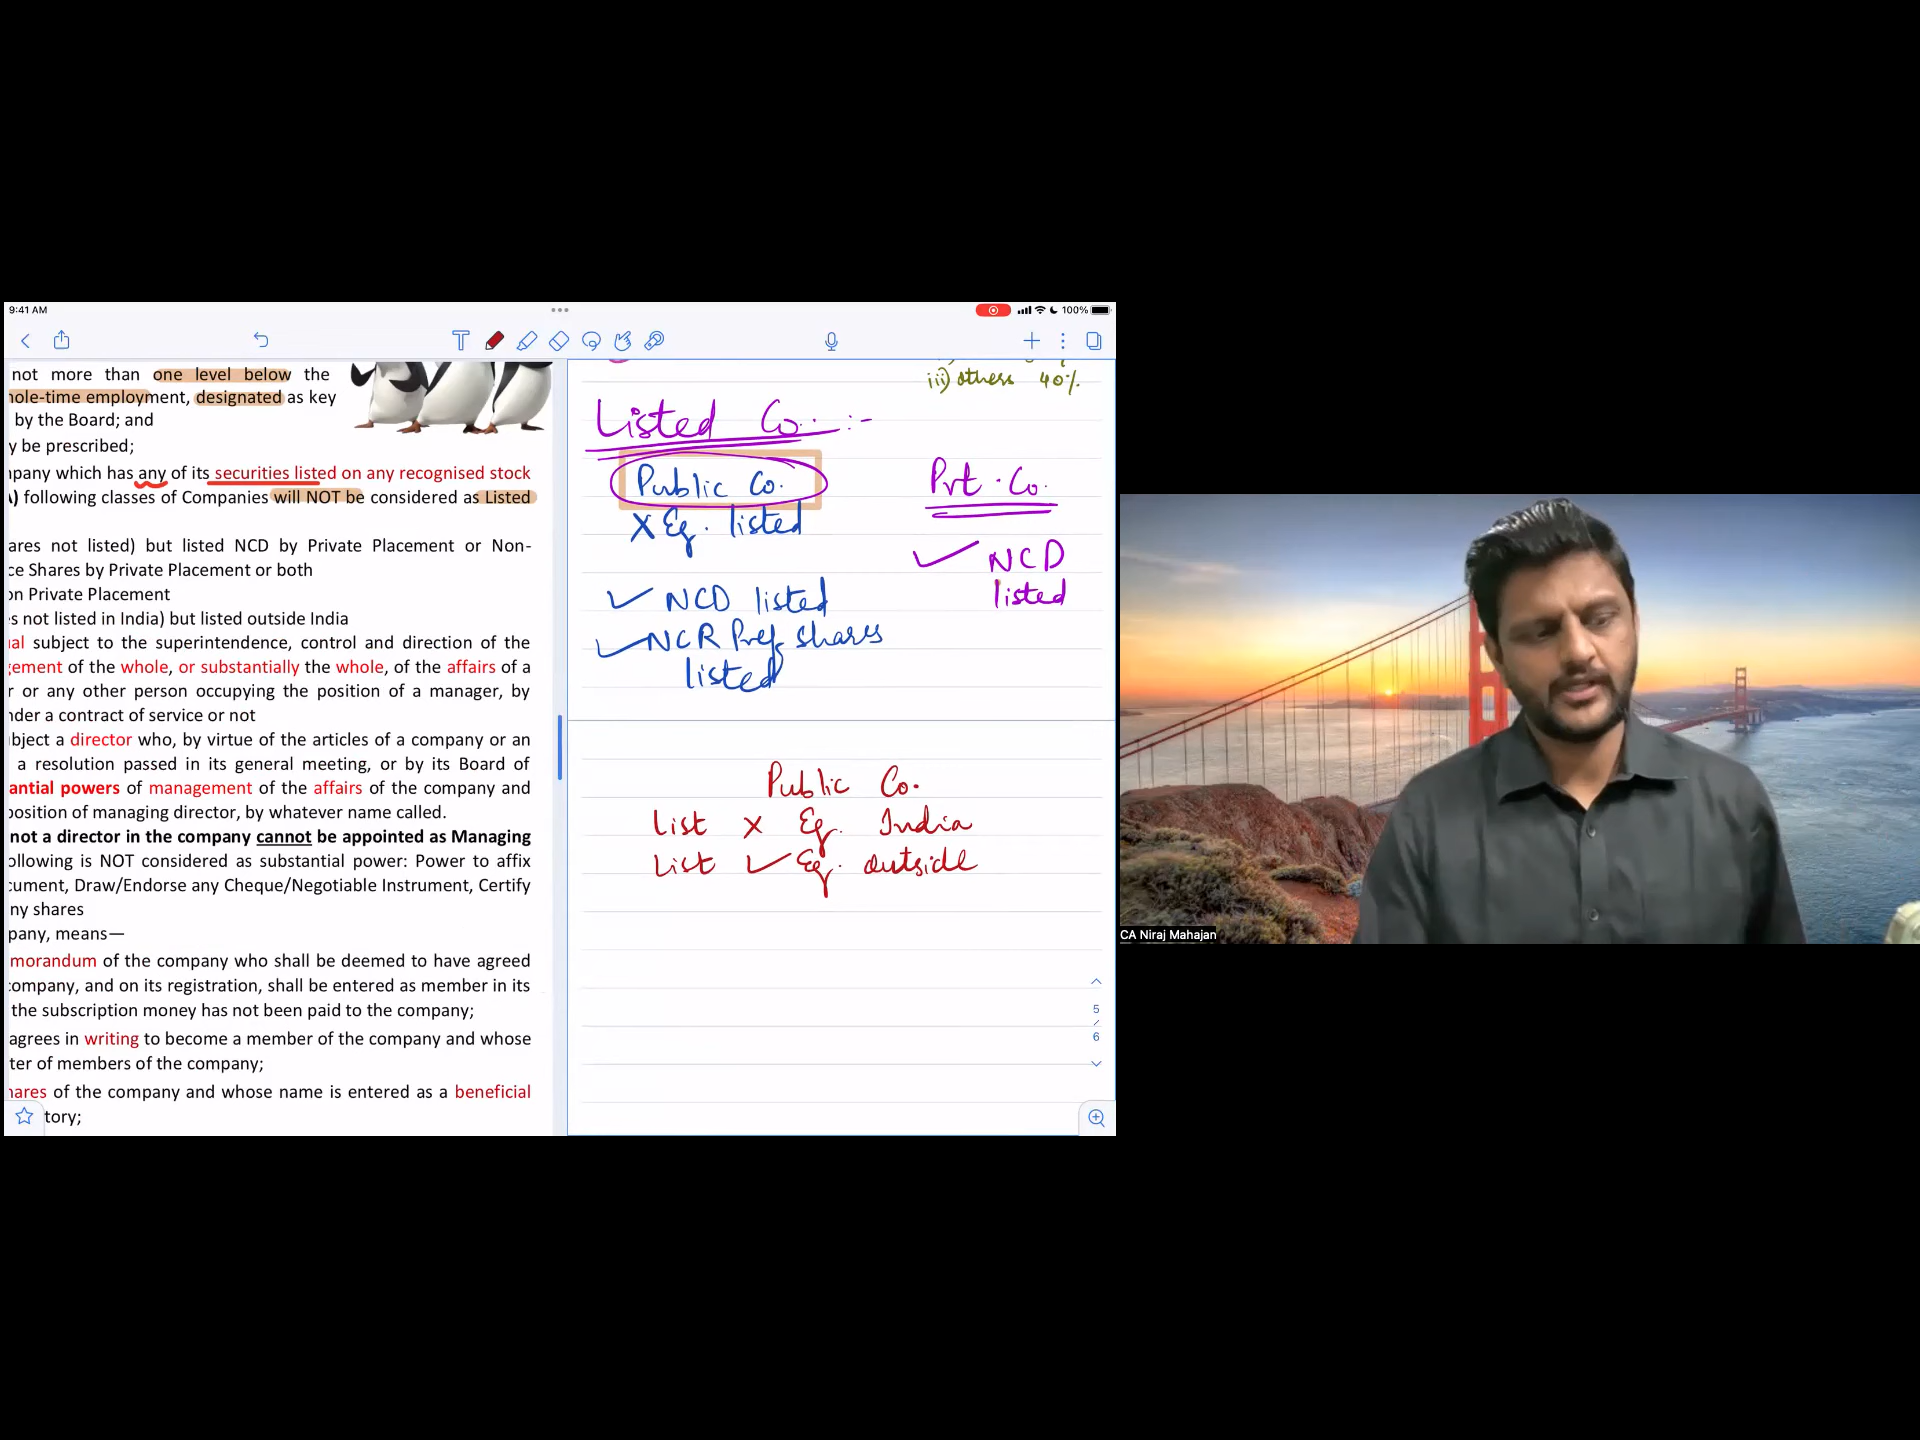 9:41 AM
100%
not more than one level below the
hole-time employment, designated as key
by the Board; and
y be prescribed;
mpany which has any of its securities listed on any recognised stock
A) following classes of Companies will NOT be considered as Listed
ares not listed) but listed NCD by Private Placement or Non-
ce Shares by Private Placement or both
on Private Placement
s not listed in India) but listed outside India
ual subject to the superintendence, control and direction of the
gement of the whole, or substantially the whole, of the affairs of a
r or any other person occupying the position of a manager, by
nder a contract of service or not
bject a director who, by virtue of the articles of a company or an
a resolution passed in its general meeting, or by its Board of
antial powers of management of the affairs of the company and
position of managing director, by whatever name called.
not a director in the company cannot be appointed as Managing
ollowing is NOT considered as substantial power: Power to affix
cument, Draw/Endorse any Cheque/Negotiable Instrument, Certify
ny shares
pany, means—
morandum of the company who shall be deemed to have agreed
company, and on its registration, shall be entered as member in its
the subscription money has not been paid to the company;
agrees in writing to become a member of the company and whose
ter of members of the company;
hares of the company and whose name is entered as a beneficial
tory;
iii) others 40%
Listed Co. :-
Public Co.
X Eq. listed
✓ NCD listed
✓ NCR Pref shares
listed
Pvt. Co.
✓ NCD
listed
Public Co.
List X Eq. India
List ✓ Eq. outside
5
/
6
CA Niraj Mahajan